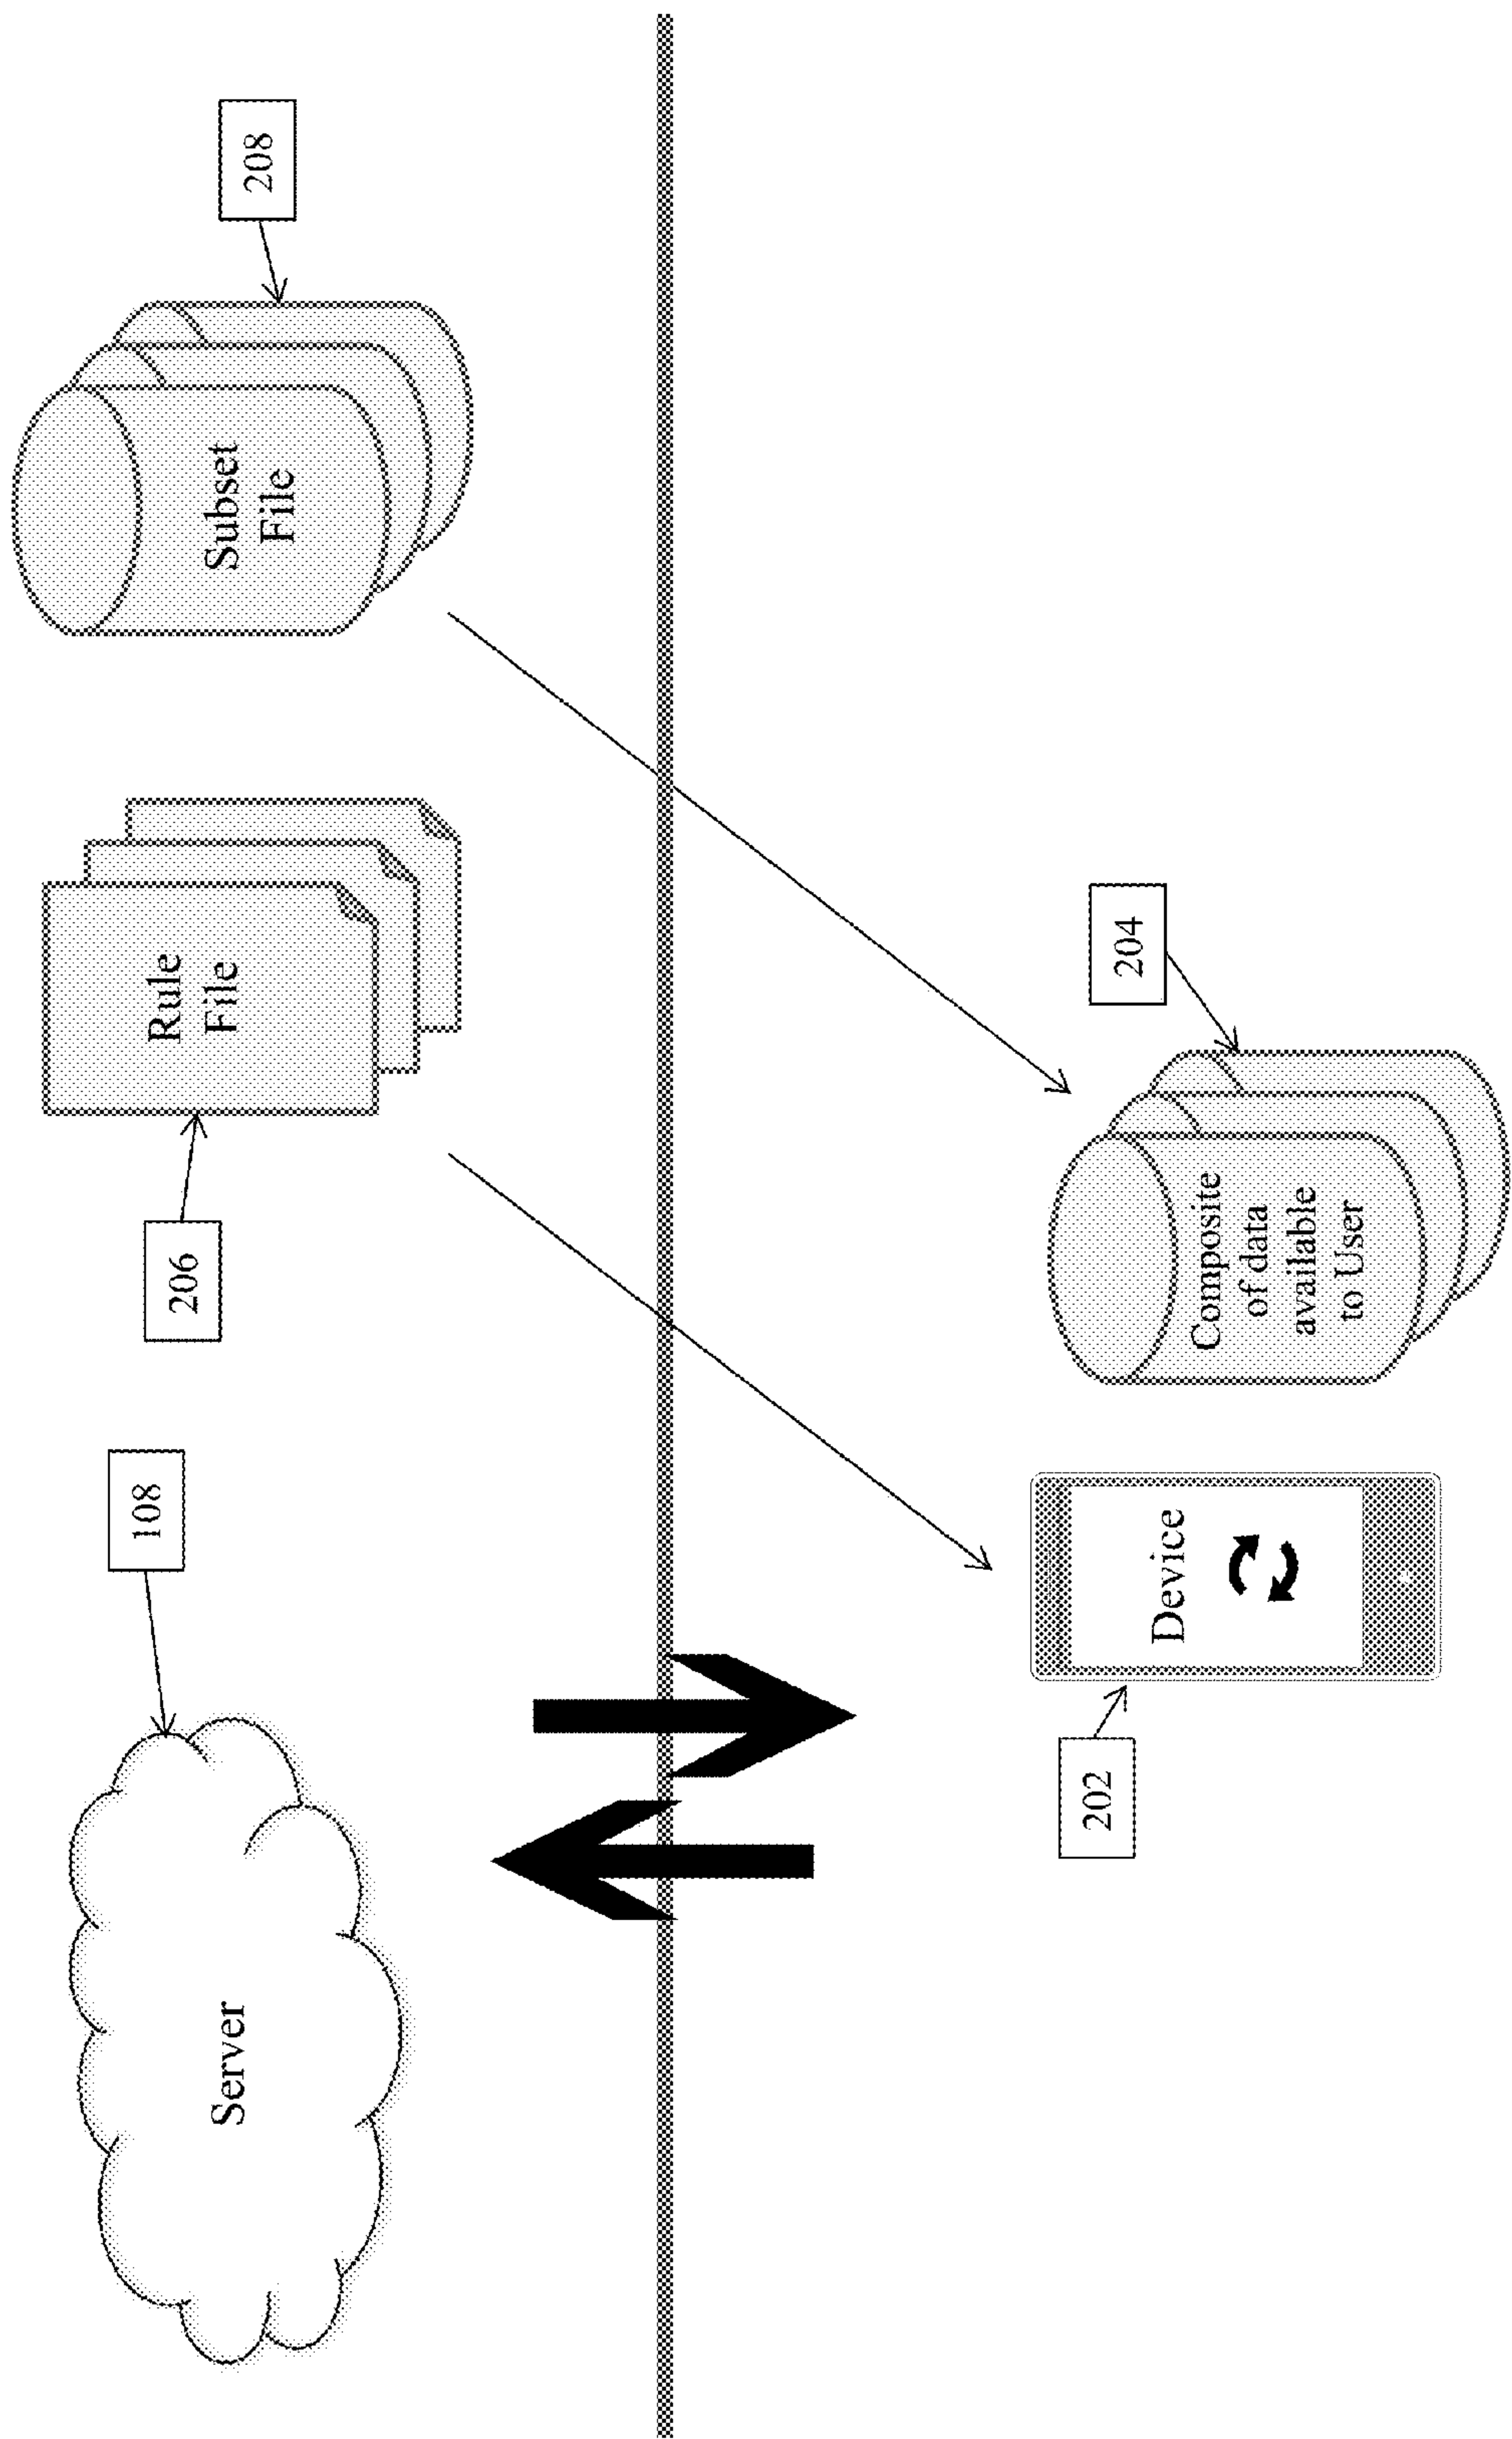 Server
108
206
Rule
File
Subset
File
208
202
Device
Composite
of data
available
to User
204